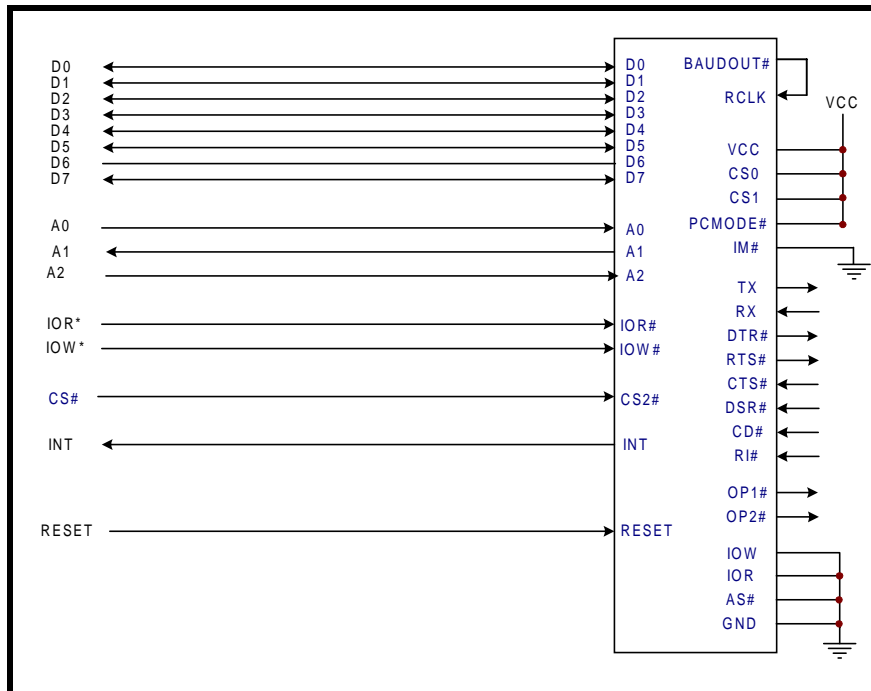 D0
D1
D2
D3
D4
D5
D6
D7
A0
A1
A2
IOR*
IOW*
CS#
INT
RESET
D0
D1
D2
D3
D4
D5
D6
D7
A0
A1
A2
IOR#
IOW#
CS2#
INT
RESET
BAUDOUT#
RCLK
VCC
VCC
CS0
CS1
PCMODE#
IM#
TX
RX
DTR#
RTS#
CTS#
DSR#
CD#
RI#
OP1#
OP2#
IOW
IOR
AS#
GND